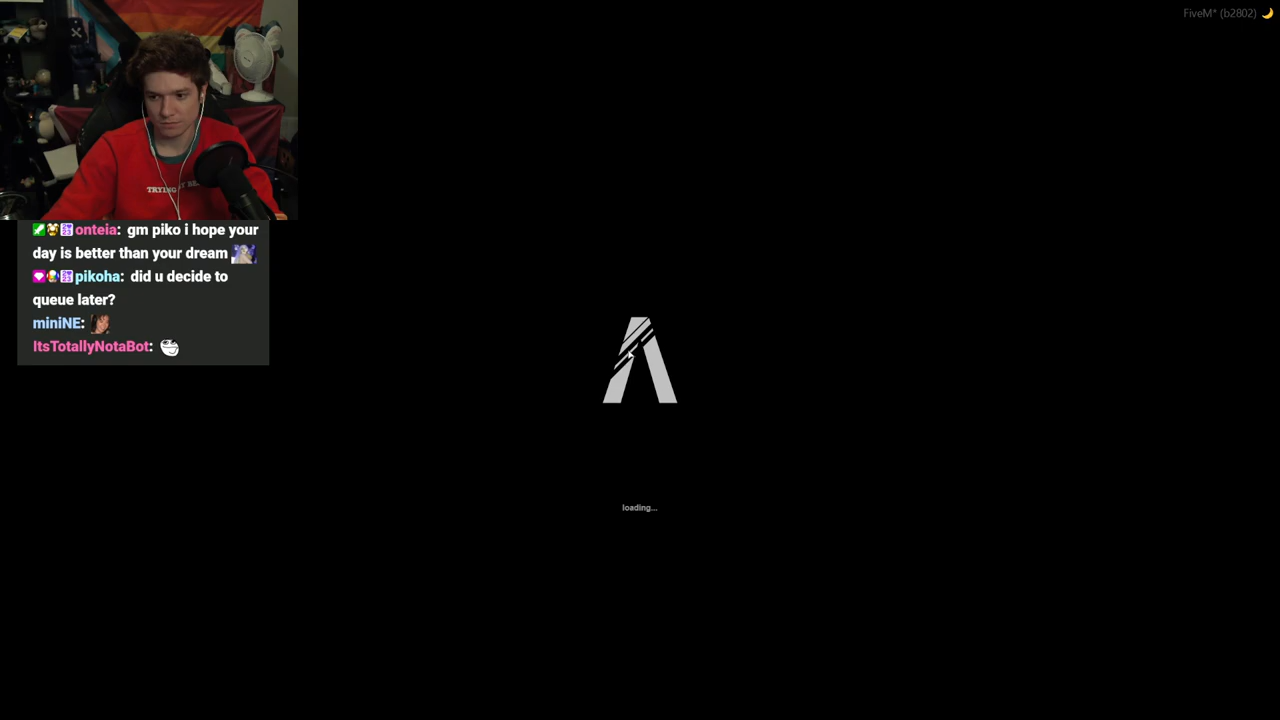 FiveM* (b2802)
TRYING
onteia: gm piko i hope your
day is better than your dream
pikoha: did u decide to
queue later?
miniNE:
ItsTotallyNotaBot:
loading...